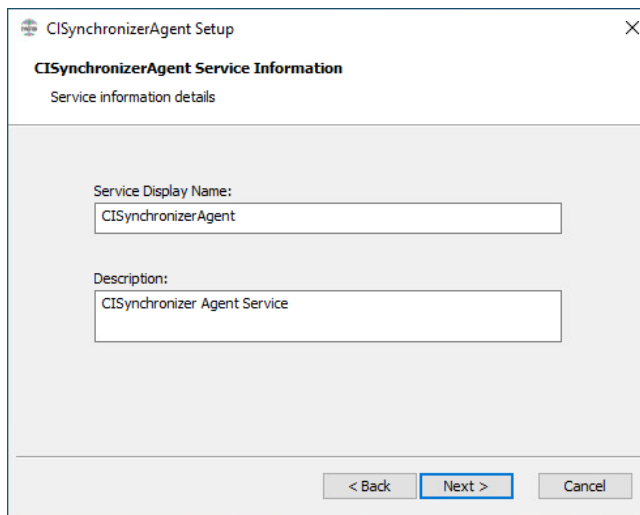 CISynchronizerAgent Setup
CISynchronizerAgent Service Information
Service information details
Service Display Name:
CISynchronizerAgent
Description:
CISynchronizer Agent Service
< Back Next > Cancel